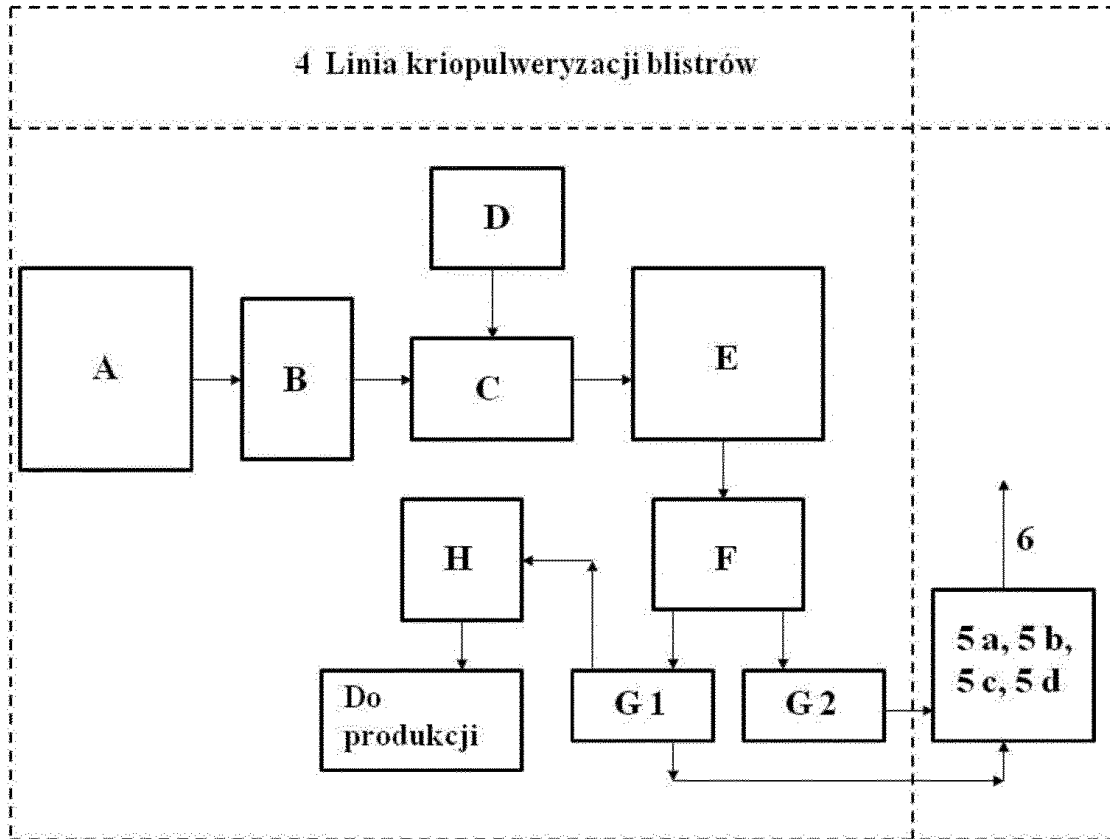 4 Linia kriopulweryzacji blistrów
D
A
B
C
E
H
F
6
5 a, 5 b,
5 c, 5 d
Do
produkcji
G 1
G 2